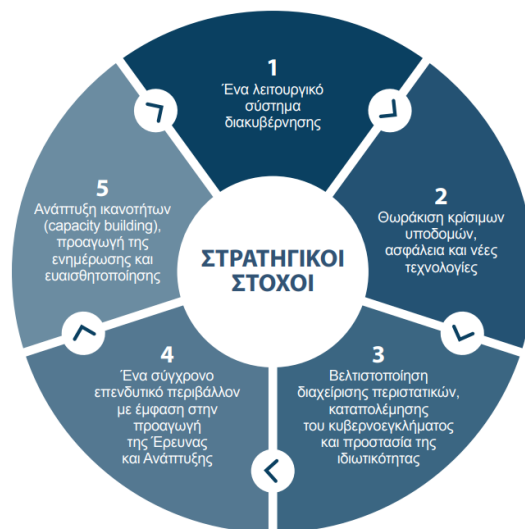 1
Ένα λειτουργικό
σύστημα
διακυβέρνησης
2
Θωράκιση κρίσιμων
υποδομών,
ασφάλεια και νέες
τεχνολογίες
3
Βελτιστοποίηση
διαχείρισης περιστατικών,
καταπολέμησης
του κυβερνοεγκλήματος
και προστασία της
ιδιωτικότητας
4
Ένα σύγχρονο
επενδυτικό περιβάλλον
με έμφαση στην
προαγωγή
της Έρευνας
και Ανάπτυξης
5
Ανάπτυξη ικανοτήτων
(capacity building),
προαγωγή της
ενημέρωσης και
ευαισθητοποίησης
ΣΤΡΑΤΗΓΙΚΟΙ
ΣΤΟΧΟΙ